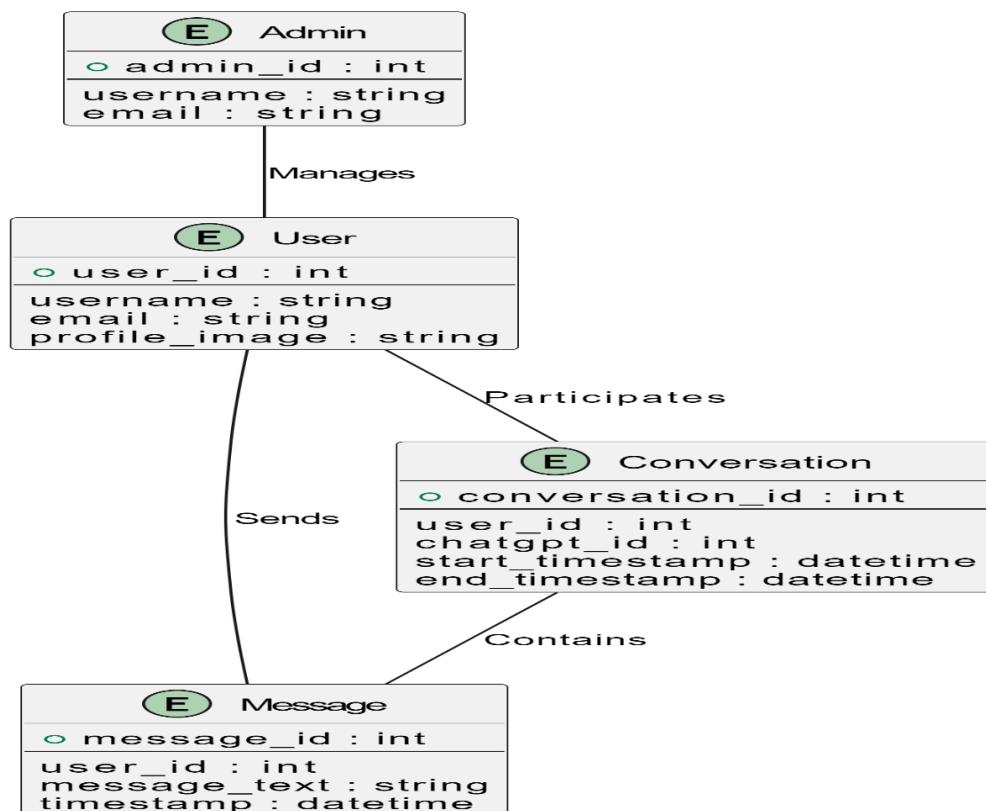 E Admin
admin_id : int
username : string
email : string
Manages
E User
user_id : int
username : string
email : string
profile_image : string
Participates
E Conversation
conversation_id : int
user_id : int
chatgpt_id : int
start_timestamp : datetime
end_timestamp : datetime
Sends
Contains
E Message
message_id : int
user_id : int
message_text : string
timestamp : datetime